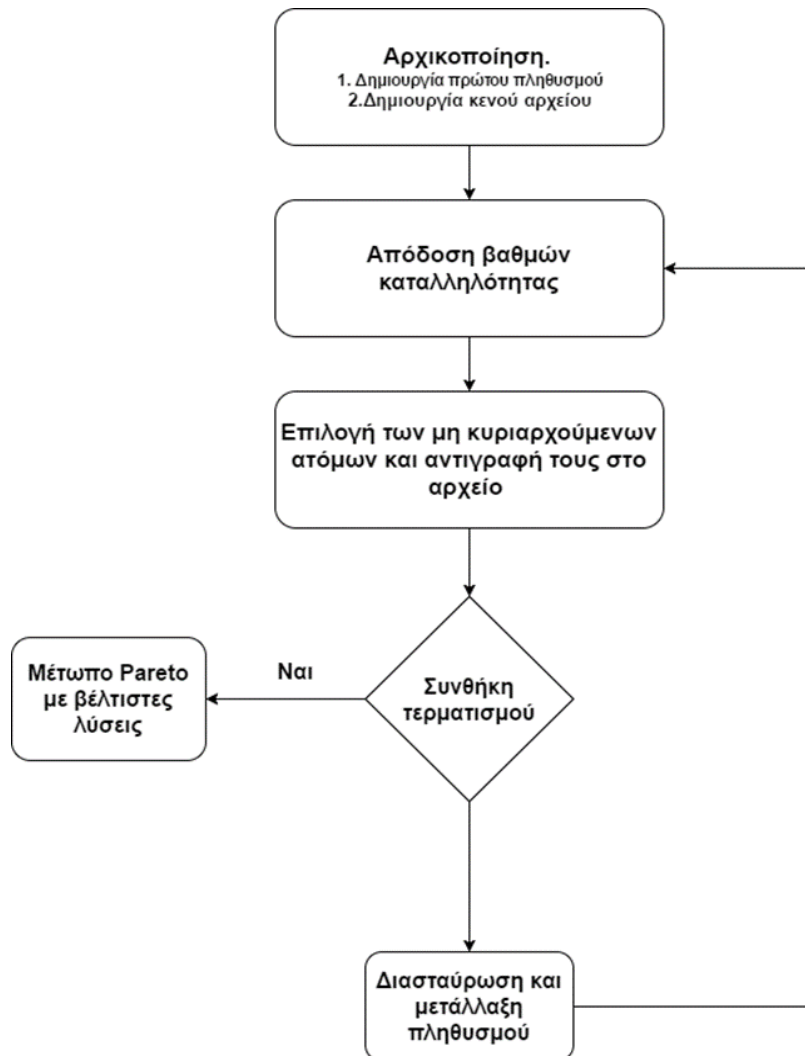 Αρχικοποίηση.
1. Δημιουργία πρώτου πληθυσμού
2.Δημιουργία κενού αρχείου
Απόδοση βαθμών
καταλληλότητας
Επιλογή των μη κυριαρχούμενων
ατόμων και αντιγραφή τους στο
αρχείο
Συνθήκη
τερματισμού
Ναι
Μέτωπο Pareto
με βέλτιστες
λύσεις
Διασταύρωση και
μετάλλαξη
πληθυσμού